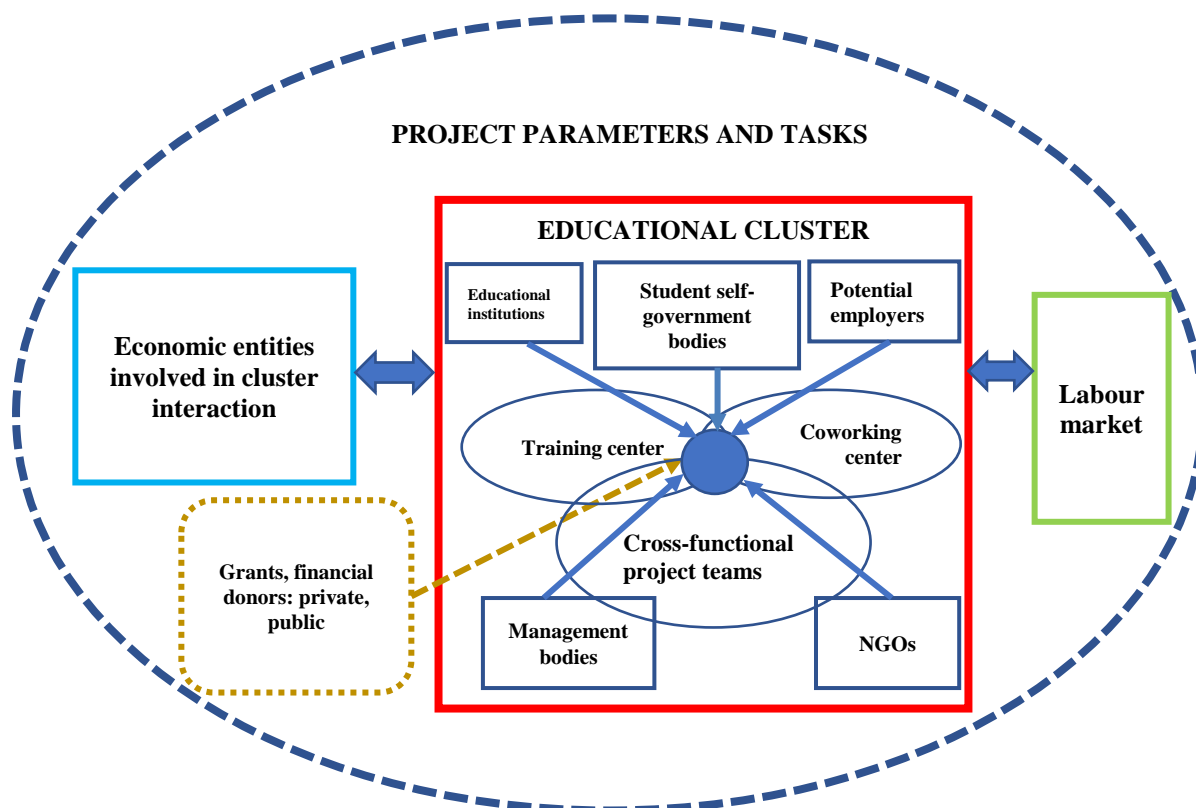 PROJECT PARAMETERS AND TASKS
EDUCATIONAL CLUSTER
Educational
institutions
Student self-
government
bodies
Potential
employers
Economic entities
involved in cluster
interaction
Labour
market
Training center
Coworking
center
Cross-functional
project teams
Grants, financial
donors: private,
public
Management
bodies
NGOs